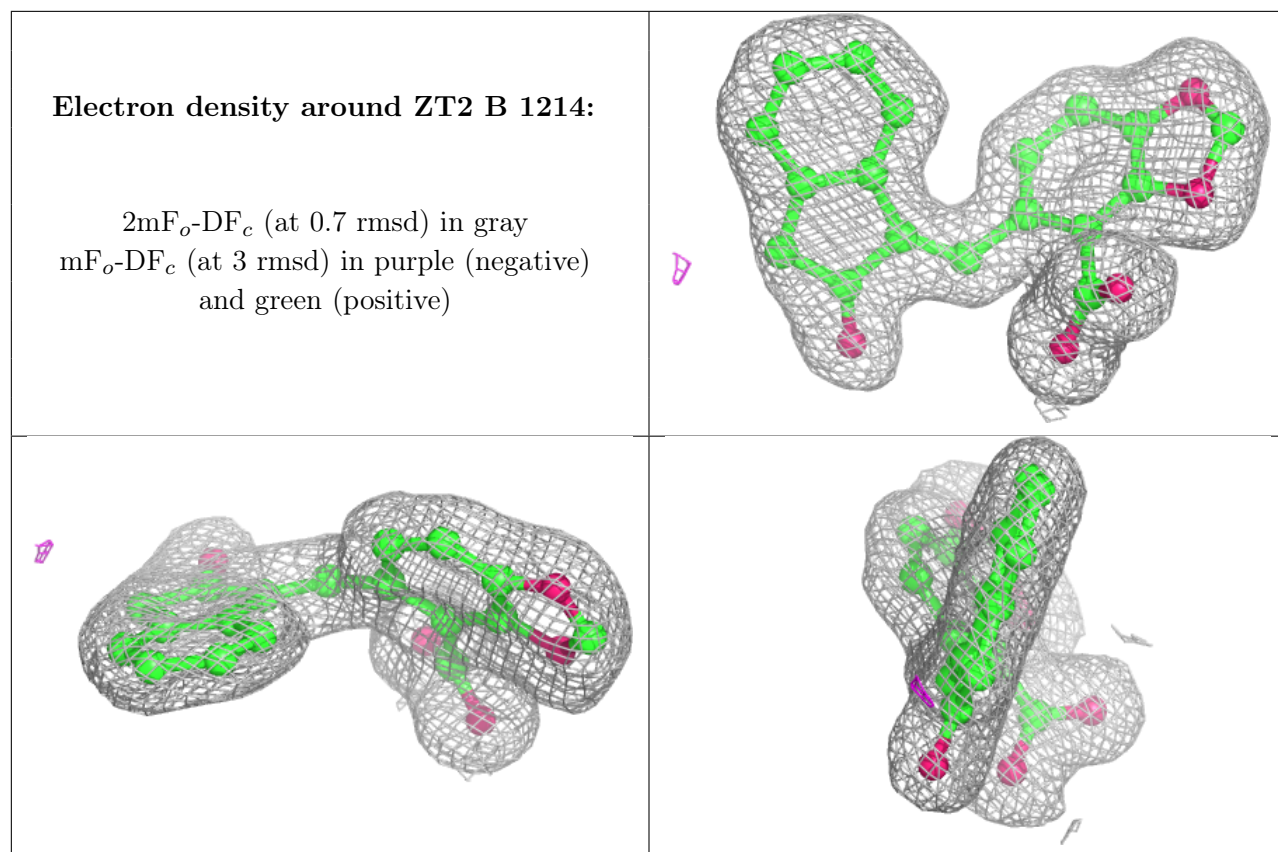 Electron density around ZT2 B 1214:
2mFₒ-DF𝒸 (at 0.7 rmsd) in gray
mFₒ-DF𝒸 (at 3 rmsd) in purple (negative)
and green (positive)